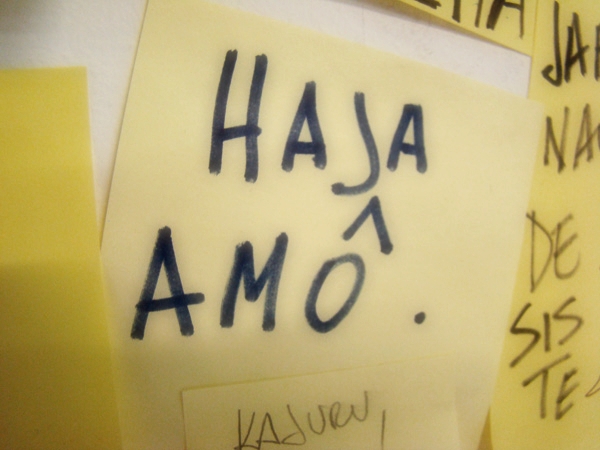 HAJA
AMÔ.
KAJURU,
DE
SIS
TE